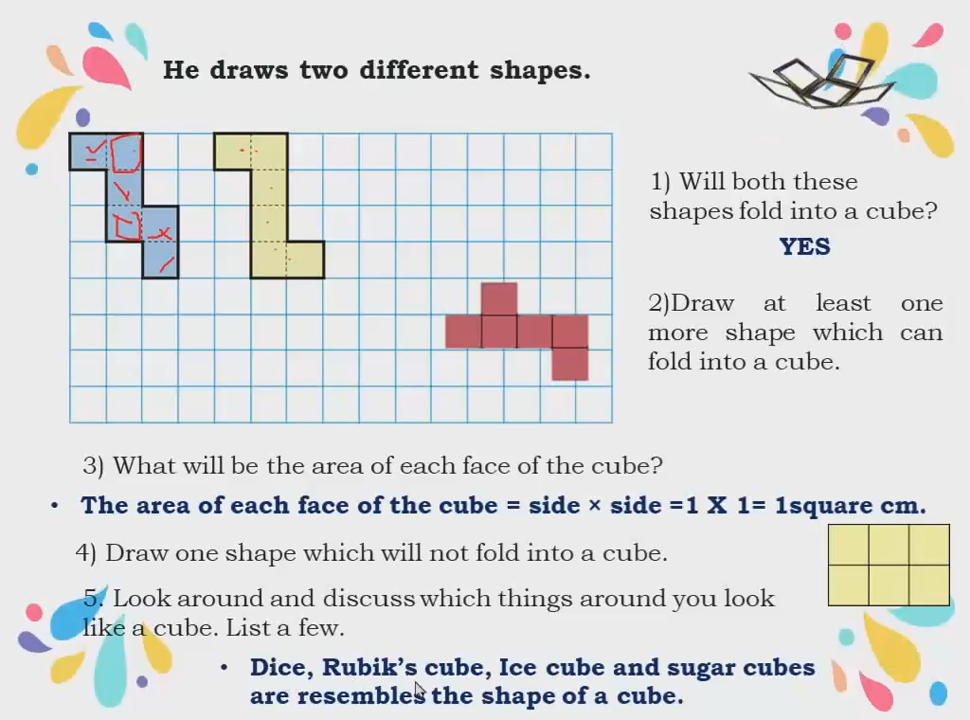 He draws two different shapes.
1) Will both these
shapes fold into a cube?
YES
2)Draw at least one
more shape which can
fold into a cube.
3) What will be the area of each face of the cube?
• The area of each face of the cube = side × side =1 X 1= 1square cm.
4) Draw one shape which will not fold into a cube.
5. Look around and discuss which things around you look
like a cube. List a few.
• Dice, Rubik's cube, Ice cube and sugar cubes
are resembles the shape of a cube.